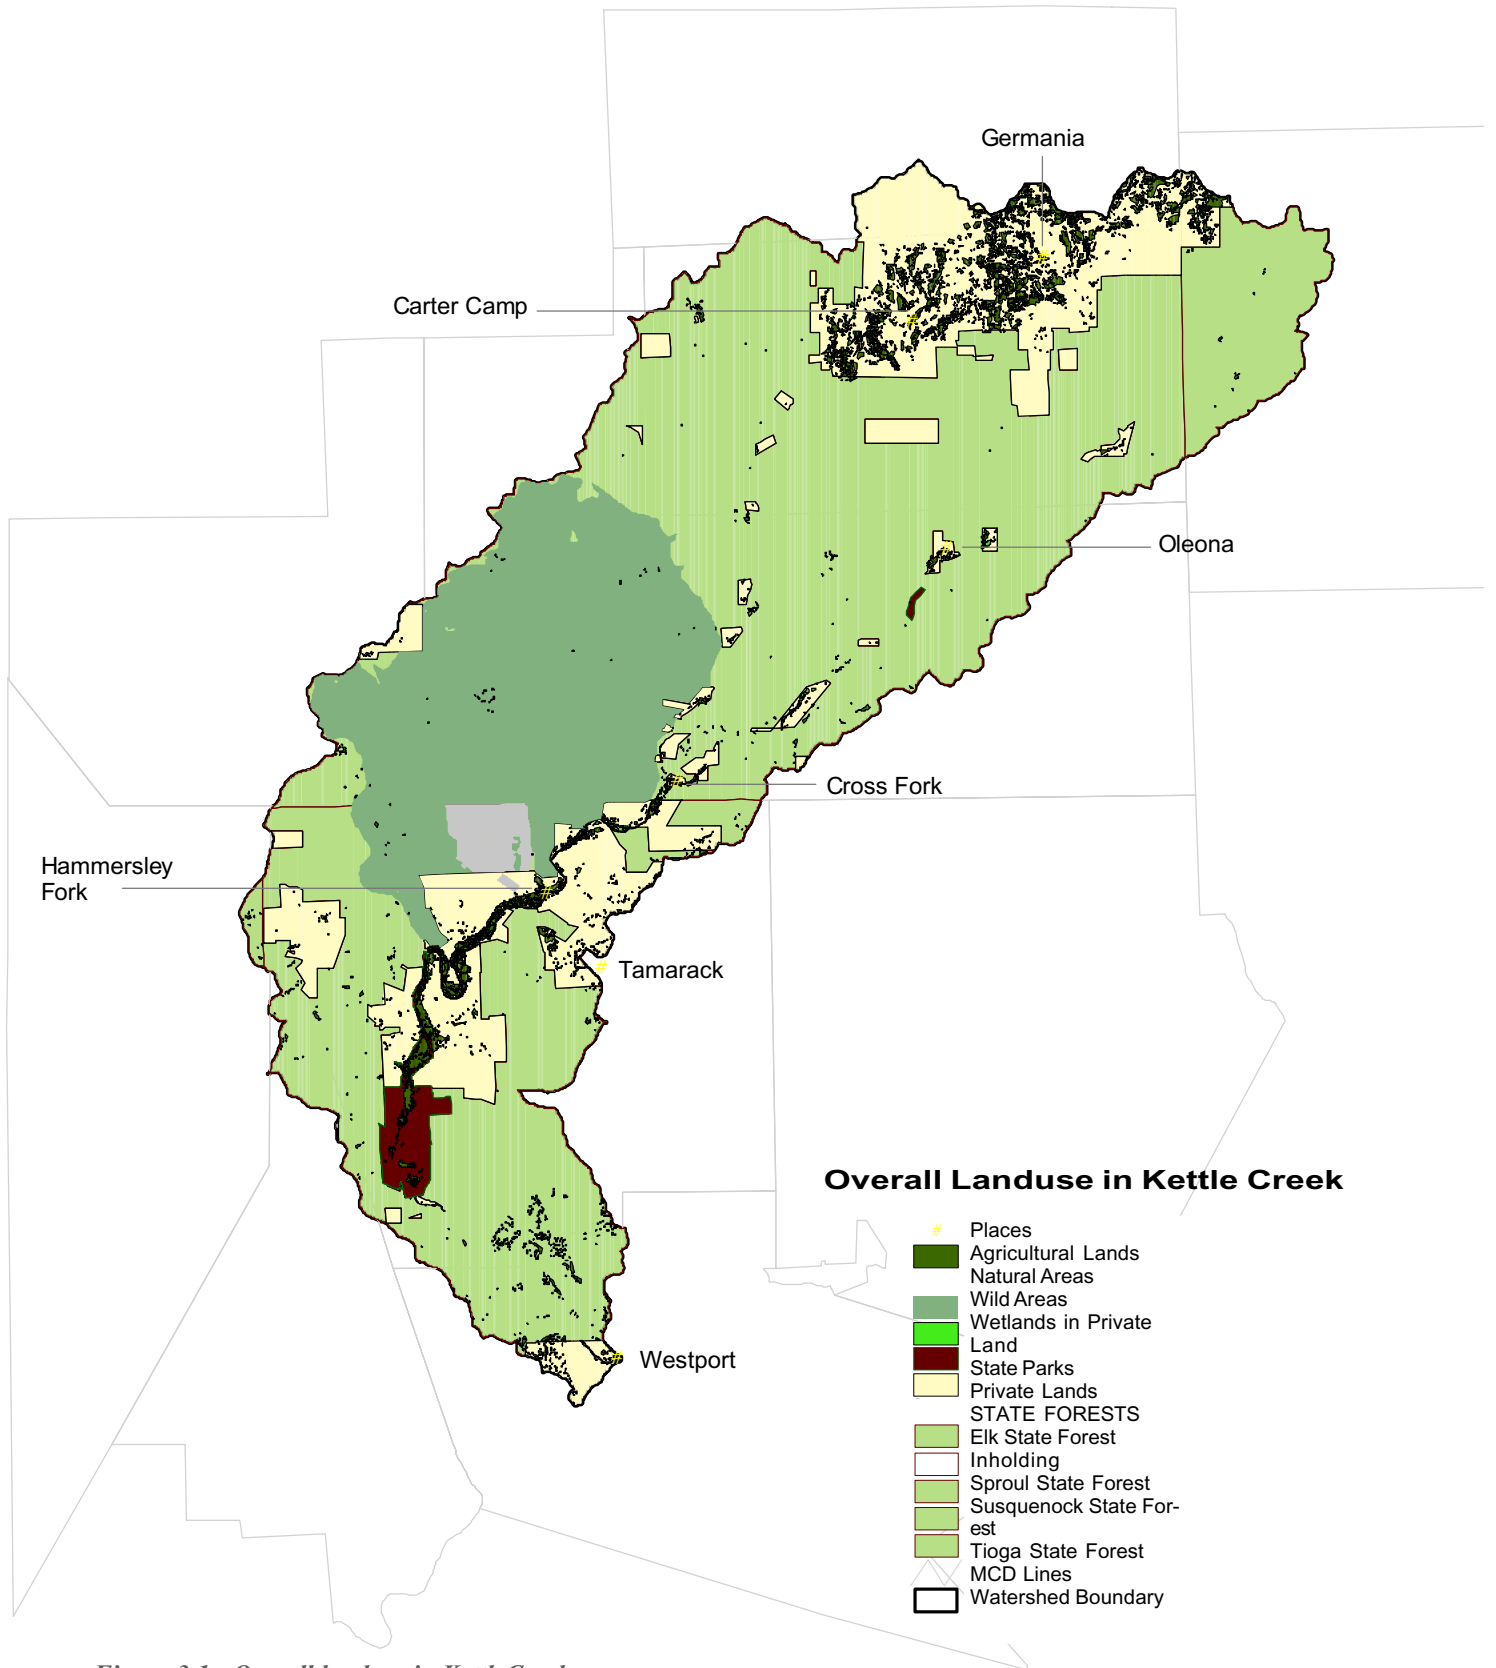 Germania
Carter Camp
Oleona
Cross Fork
Hammersley
Fork
Tamarack
Westport
Overall Landuse in Kettle Creek
# Places
Agricultural Lands
Natural Areas
Wild Areas
Wetlands in Private
Land
State Parks
Private Lands
STATE FORESTS
Elk State Forest
Inholding
Sproul State Forest
Susquenock State For-
est
Tioga State Forest
MCD Lines
Watershed Boundary